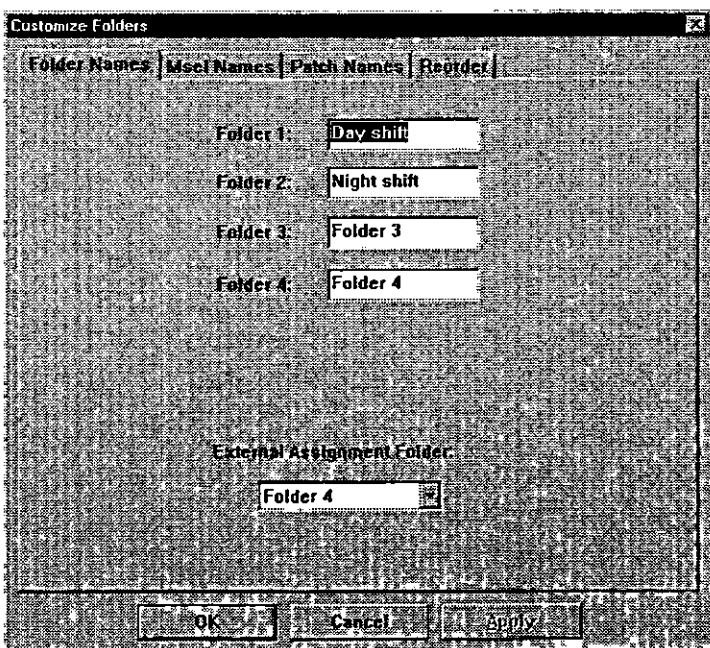 Customize Folders
Folder Names Msel Names Patch Names Reorder
Folder 1: Day shift
Folder 2: Night shift
Folder 3: Folder 3
Folder 4: Folder 4
External Assignment Folder:
Folder 4
OK Cancel Apply